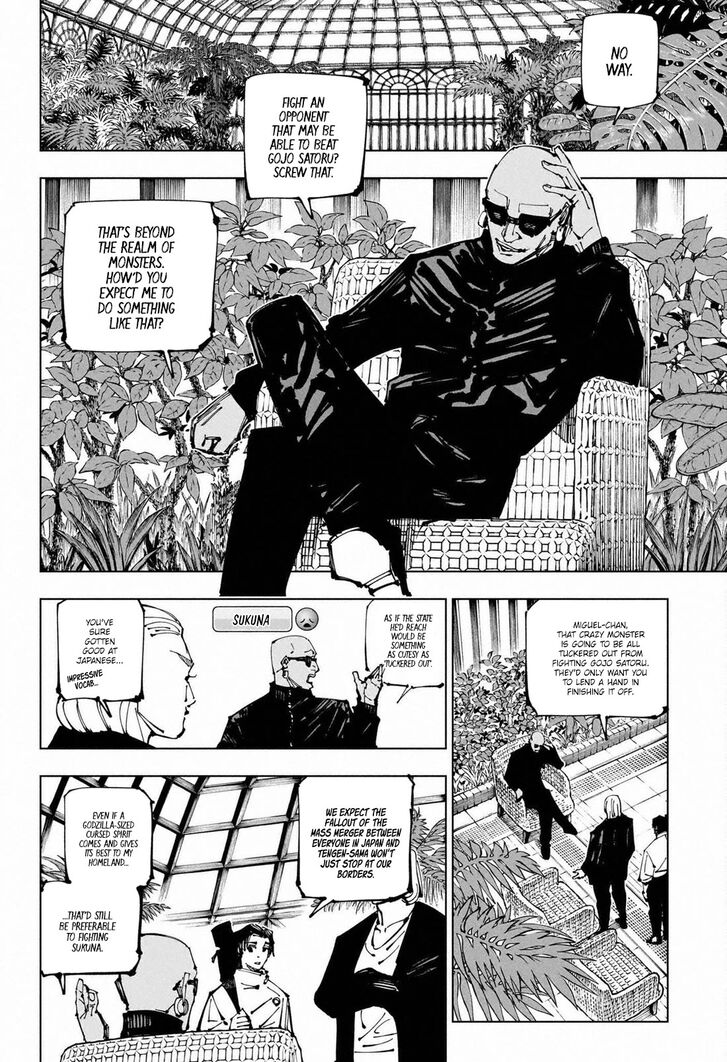 NO
WAY.
FIGHT AN
OPPONENT
THAT MAY BE
ABLE TO BEAT
GOJO SATORU?
SCREW THAT.
THAT'S BEYOND
THE REALM OF
MONSTERS.
HOW'D YOU
EXPECT ME TO
DO SOMETHING
LIKE THAT?
MIGUEL-CHAN,
THAT CRAZY MONSTER
IS GOING TO BE ALL
TUCKERED OUT FROM
FIGHTING GOJO SATORU.
THEY'D ONLY WANT YOU
TO LEND A HAND IN
FINISHING IT OFF.
AS IF THE STATE
HE'D REACH
WOULD BE
SOMETHING
AS CUTESY AS
"TUCKERED OUT".
SUKUNA
YOU'VE
SURE
GOTTEN
GOOD AT
JAPANESE...
IMPRESSIVE
VOCAB...
WE EXPECT THE
FALLOUT OF THE
MASS MERGER BETWEEN
EVERYONE IN JAPAN AND
TENGEN-SAMA WON'T
JUST STOP AT OUR
BORDERS.
EVEN IF A
GODZILLA-SIZED
CURSED SPIRIT
COMES AND GIVES
ITS BEST TO MY
HOMELAND...
...THAT'D STILL
BE PREFERABLE
TO FIGHTING
SUKUNA.